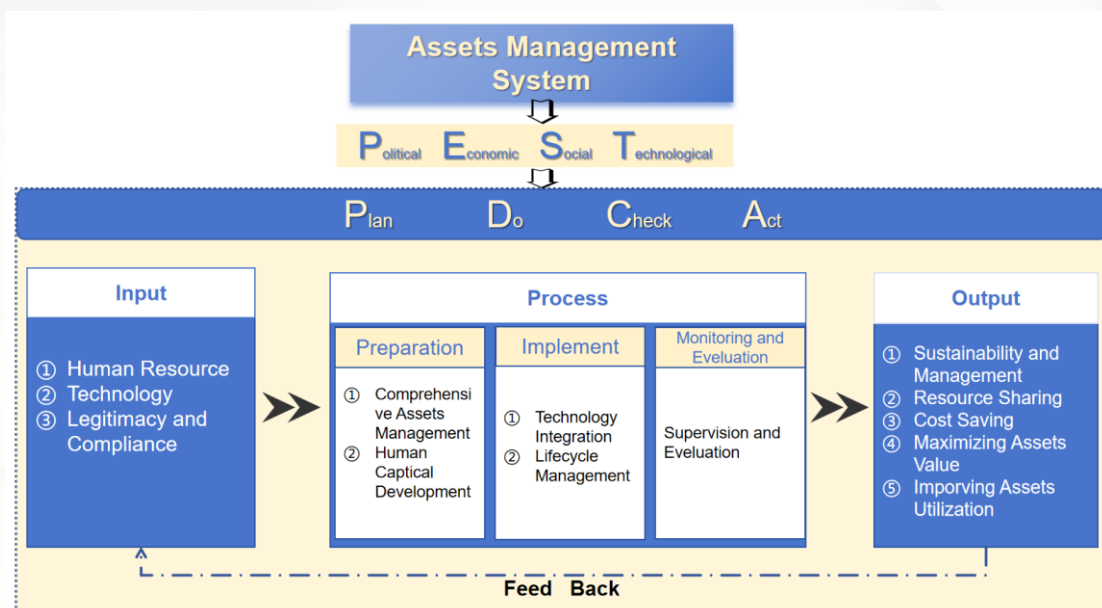 Assets Management
System
Political Economic Social Technological
Plan Do Check Act
Input
① Human Resource
② Technology
③ Legitimacy and
Compliance
Process
Preparation
① Comprehensi
ve Assets
Management
② Human
Captical
Development
Implement
① Technology
Integration
② Lifecycle
Management
Monitoring and
Evaluation
Supervision and
Evaluation
Output
① Sustainability and
Management
② Resource Sharing
③ Cost Saving
④ Maximizing Assets
Value
⑤ Imporving Assets
Utilization
Feed Back